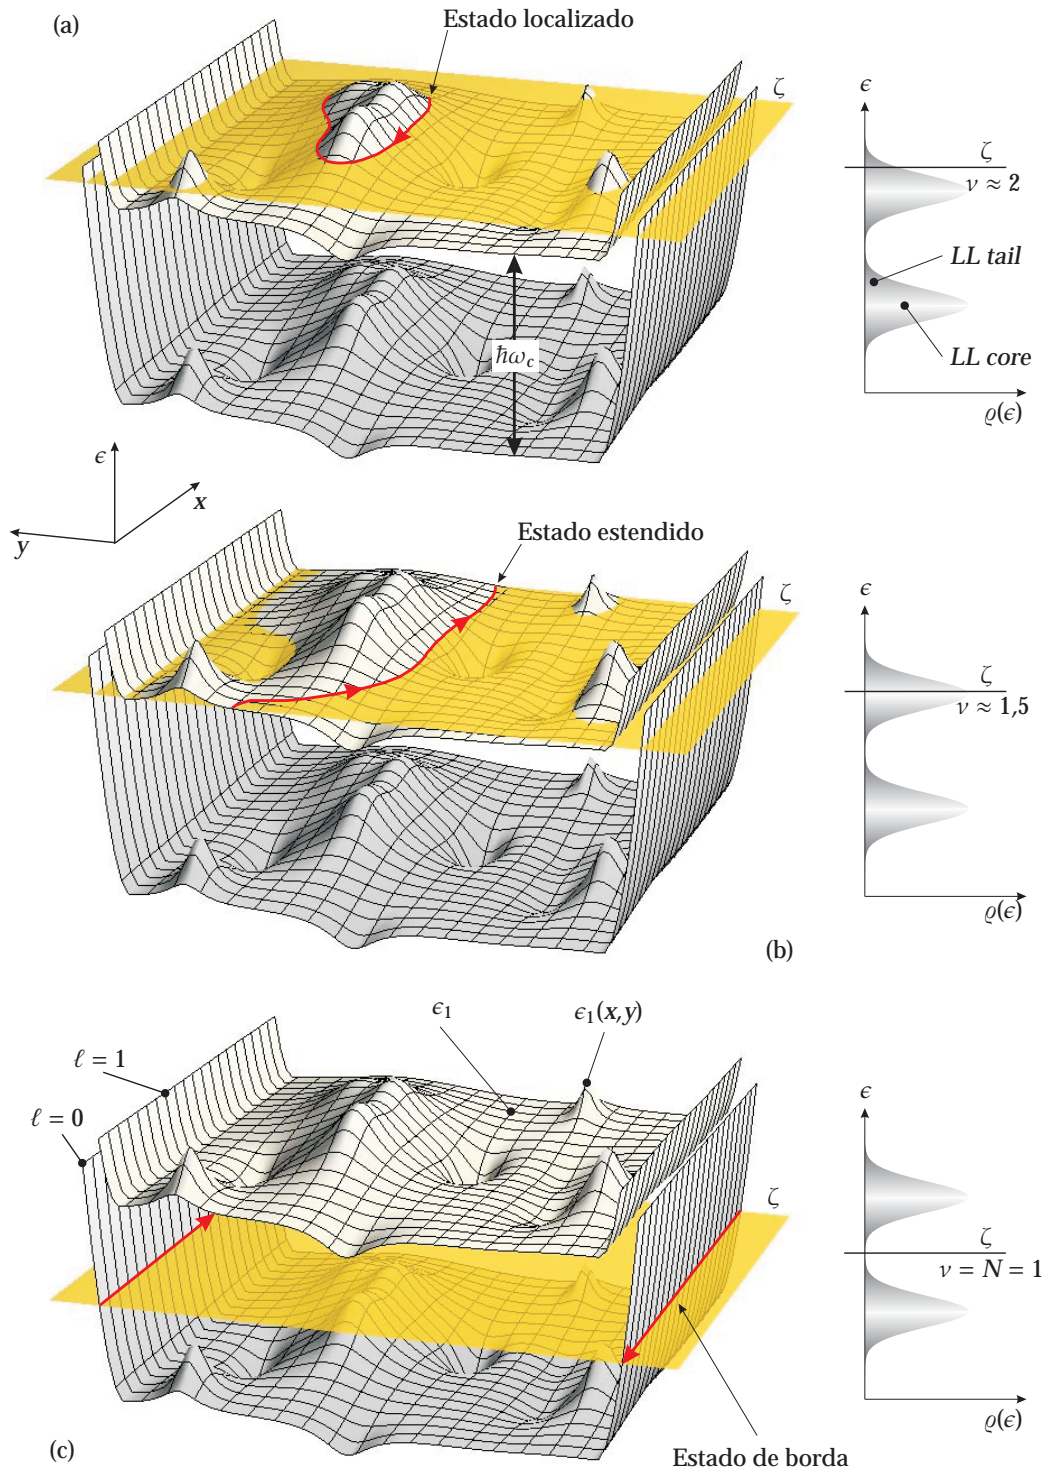 (a)
Estado localizado
ζ
ϵ
ζ
ν ≈ 2
LL tail
LL core
ħω_c
ϱ(ϵ)
ϵ
x
y
Estado estendido
ζ
ϵ
ζ
ν ≈ 1,5
ϱ(ϵ)
(b)
ϵ₁
ϵ₁(x, y)
ℓ = 1
ℓ = 0
ζ
ϵ
ζ
ν = N = 1
ϱ(ϵ)
(c)
Estado de borda